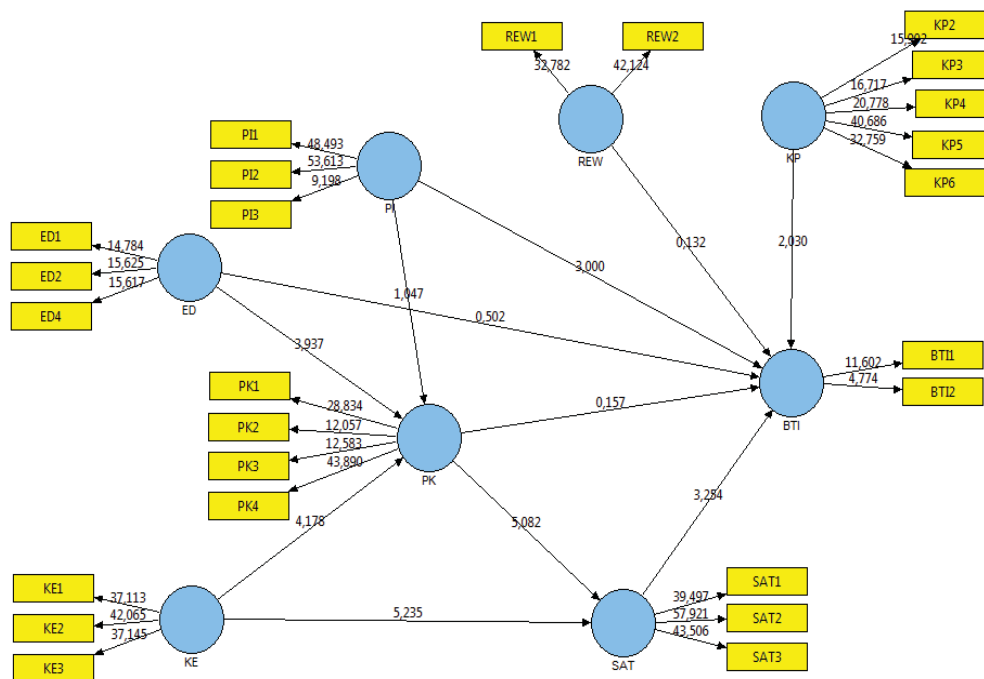 REW1
REW2
32,782
42,124
REW
KP2
KP3
KP4
KP5
KP6
15,992
16,717
20,778
40,686
32,759
KP
PI1
PI2
PI3
48,493
53,613
9,198
PI
ED1
ED2
ED4
14,784
15,625
15,617
ED
0,132
2,030
3,000
1,047
0,502
3,937
PK1
PK2
PK3
PK4
28,834
12,057
12,583
43,890
PK
0,157
BTI1
BTI2
11,602
4,774
BTI
3,254
4,178
5,082
KE1
KE2
KE3
37,113
42,065
37,145
KE
5,235
SAT1
SAT2
SAT3
39,497
57,921
43,506
SAT